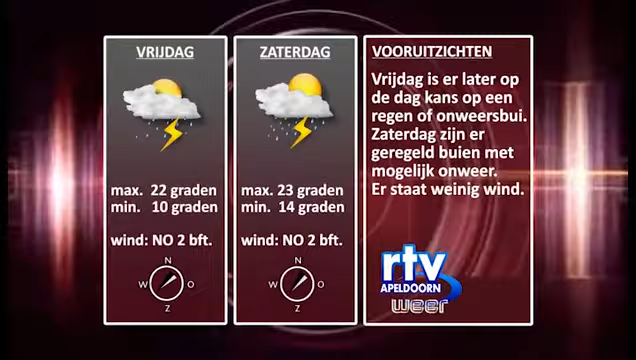 VRIJDAG
max. 22 graden
min. 10 graden
wind: NO 2 bft.
N
W O
Z
ZATERDAG
max. 23 graden
min. 14 graden
wind: NO 2 bft.
N
W O
Z
VOORUITZICHTEN
Vrijdag is er later op
de dag kans op een
regen of onweersbui.
Zaterdag zijn er
geregeld buien met
mogelijk onweer.
Er staat weinig wind.
rtv
APELDOORN
weer